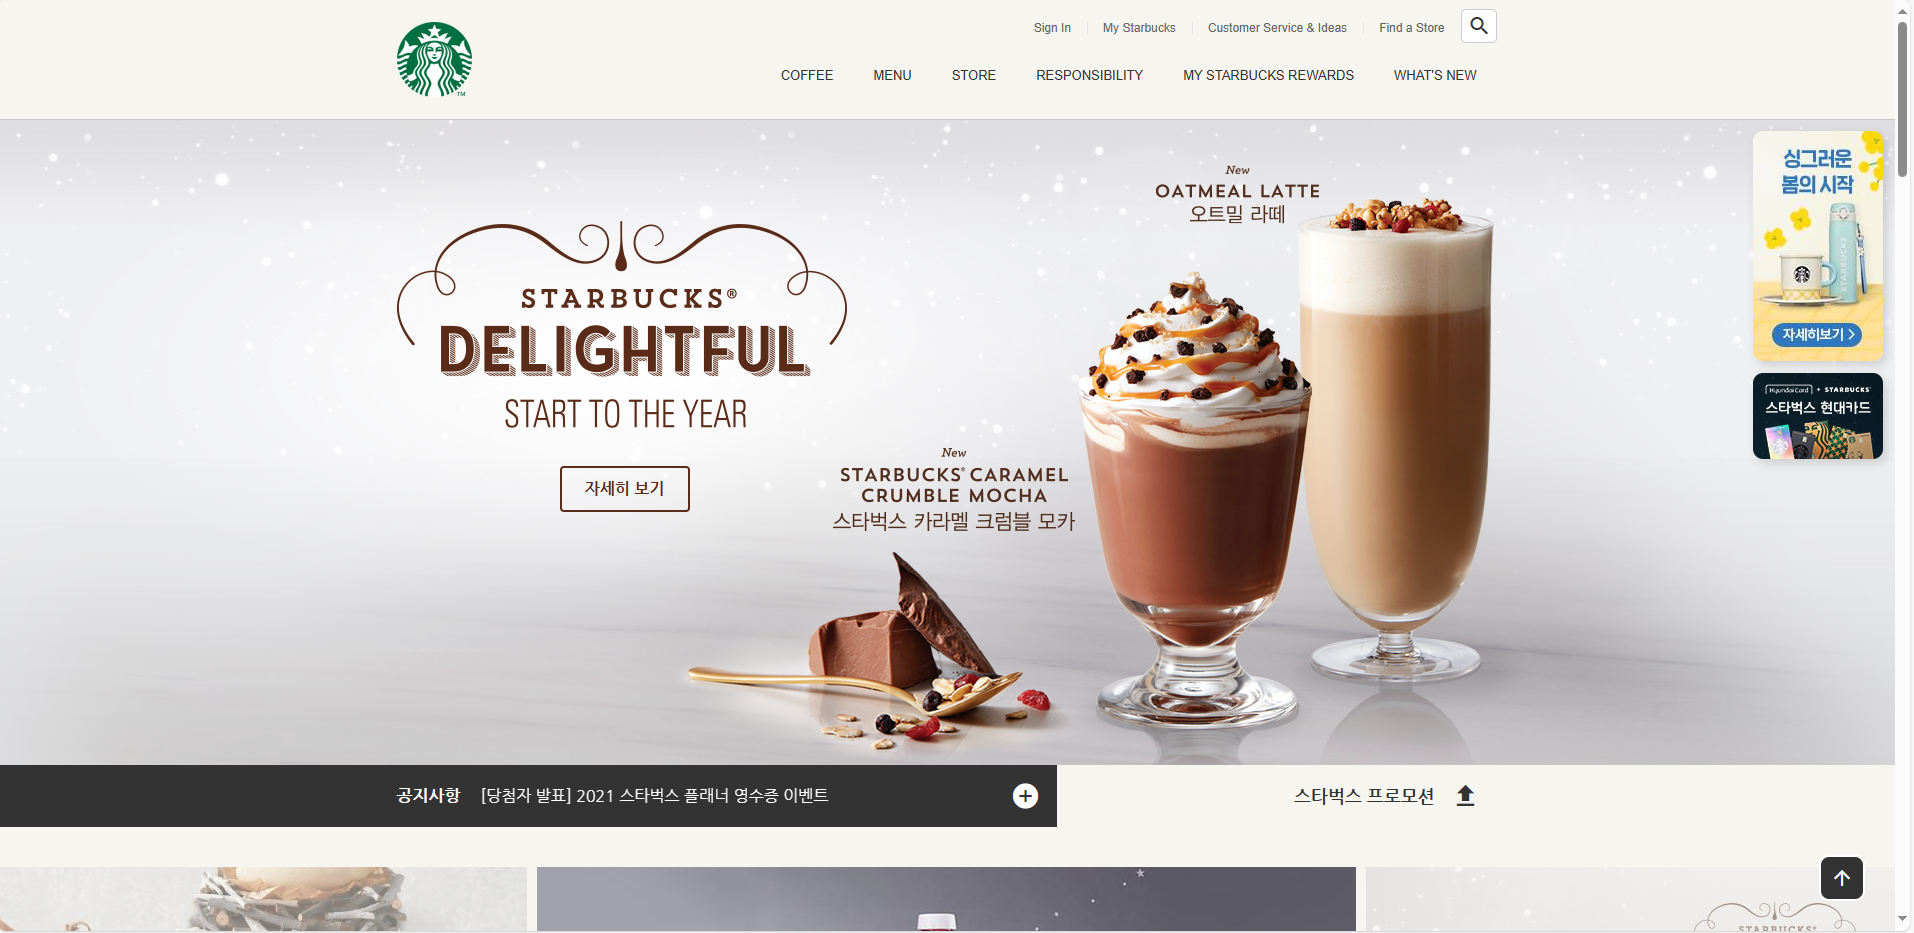 Sign In
My Starbucks
Customer Service & Ideas
Find a Store
COFFEE
MENU
STORE
RESPONSIBILITY
MY STARBUCKS REWARDS
WHAT'S NEW
TM
STARBUCKS®
DELIGHTFUL
START TO THE YEAR
자세히 보기
New
OATMEAL LATTE
오트밀 라떼
New
STARBUCKS® CARAMEL
CRUMBLE MOCHA
스타벅스 카라멜 크럼블 모카
싱그러운
봄의 시작
STARBUCKS
자세히보기
HyundaiCard + STARBUCKS
스타벅스 현대카드
공지사항
[당첨자 발표] 2021 스타벅스 플래너 영수증 이벤트
스타벅스 프로모션
STARBUCKS®